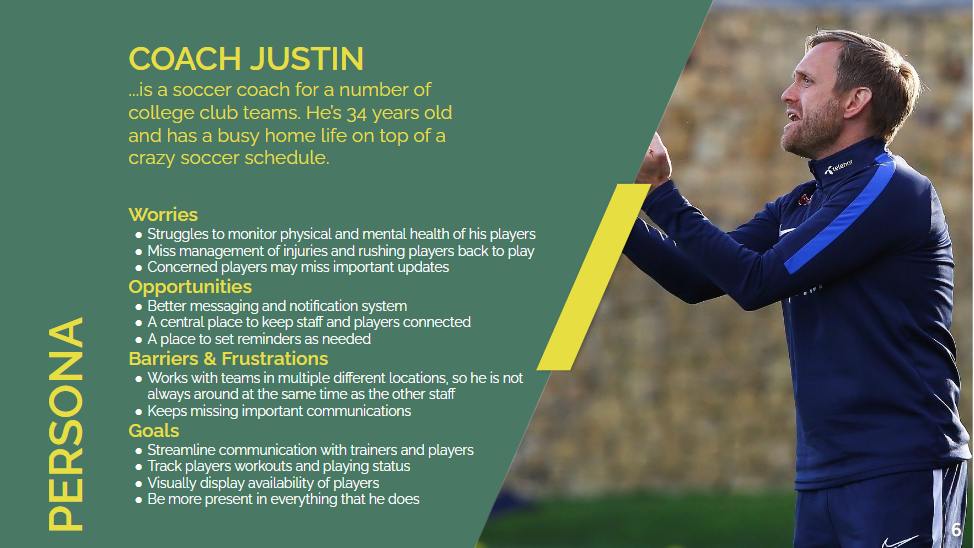 COACH JUSTIN
...is a soccer coach for a number of
college club teams. He's 34 years old
and has a busy home life on top of a
crazy soccer schedule.
Worries
● Struggles to monitor physical and mental health of his players
● Miss management of injuries and rushing players back to play
● Concerned players may miss important updates
Opportunities
● Better messaging and notification system
● A central place to keep staff and players connected
● A place to set reminders as needed
Barriers & Frustrations
● Works with teams in multiple different locations, so he is not
always around at the same time as the other staff
● Keeps missing important communications
Goals
● Streamline communication with trainers and players
● Track players workouts and playing status
● Visually display availability of players
● Be more present in everything that he does
PERSONA
telenor
6